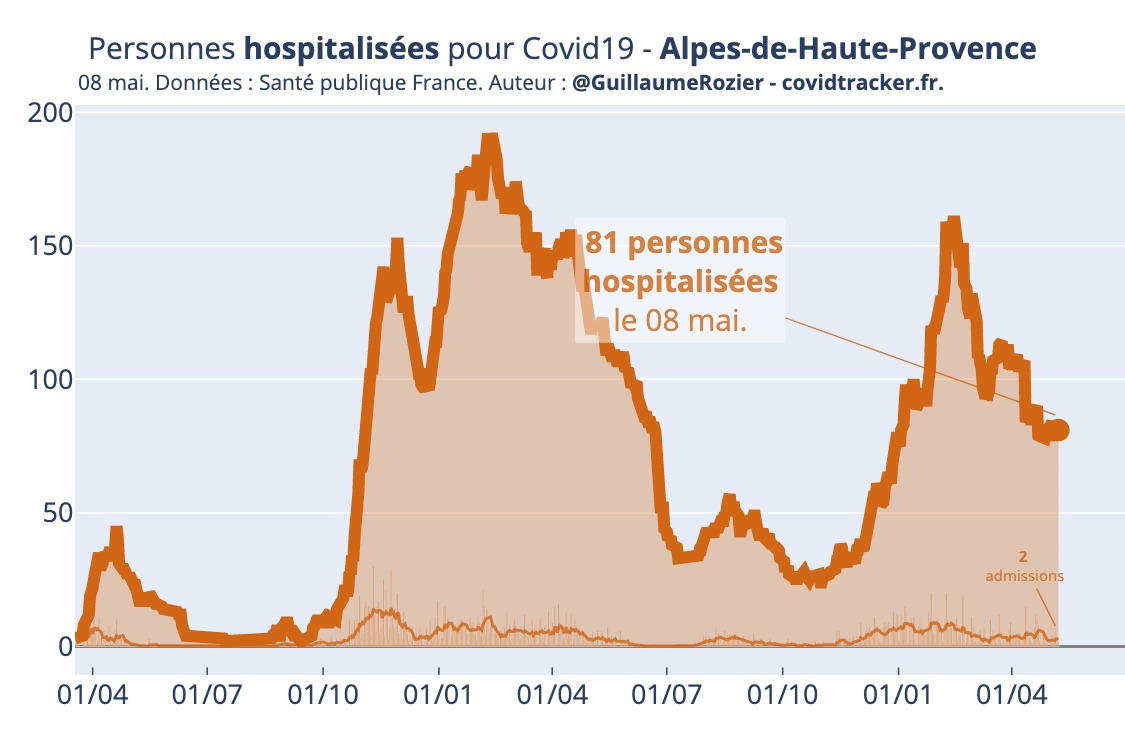 Personnes hospitalisées pour Covid19 - Alpes-de-Haute-Provence
08 mai. Données : Santé publique France. Auteur : @GuillaumeRozier - covidtracker.fr.
200
150
100
50
0
81 personnes
hospitalisées
le 08 mai.
2
admissions
01/04 01/07 01/10 01/01 01/04 01/07 01/10 01/01 01/04